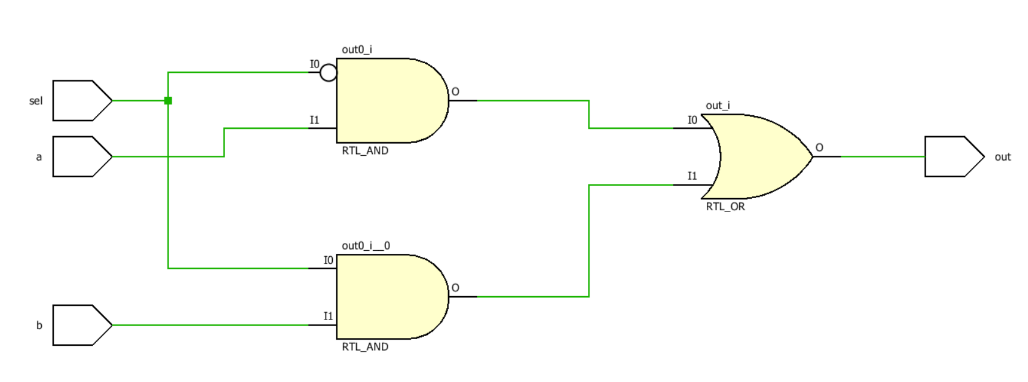 out0_i
I0
sel
O
out_i
I1
I0
a
RTL_AND
O
out
I1
RTL_OR
out0_i__0
I0
O
I1
b
RTL_AND